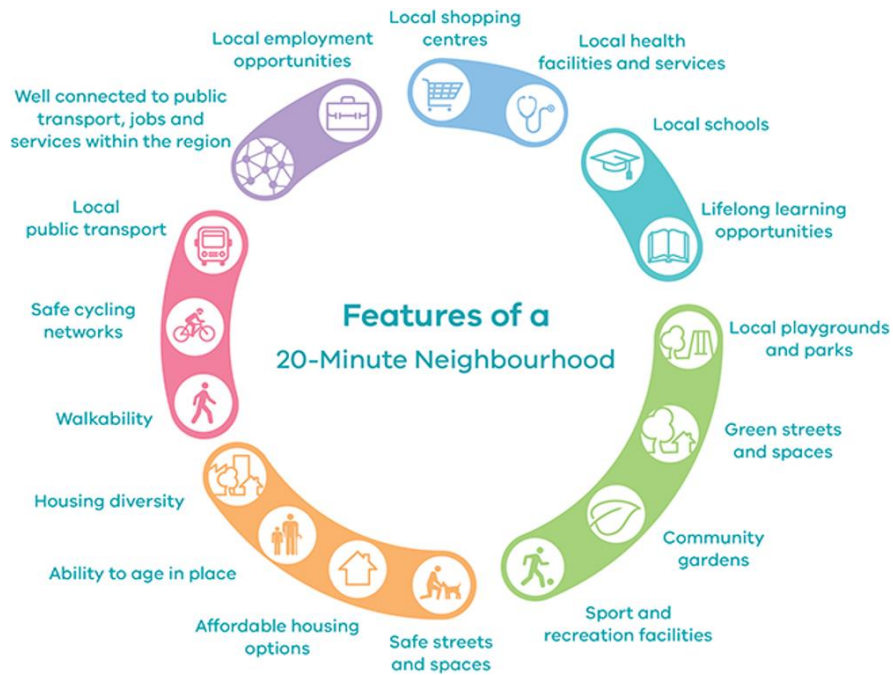 Features of a
20-Minute Neighbourhood
Local shopping
centres
Local health
facilities and services
Local schools
Lifelong learning
opportunities
Local playgrounds
and parks
Green streets
and spaces
Community
gardens
Sport and
recreation facilities
Safe streets
and spaces
Affordable housing
options
Ability to age in place
Housing diversity
Walkability
Safe cycling
networks
Local
public transport
Well connected to public
transport, jobs and
services within the region
Local employment
opportunities